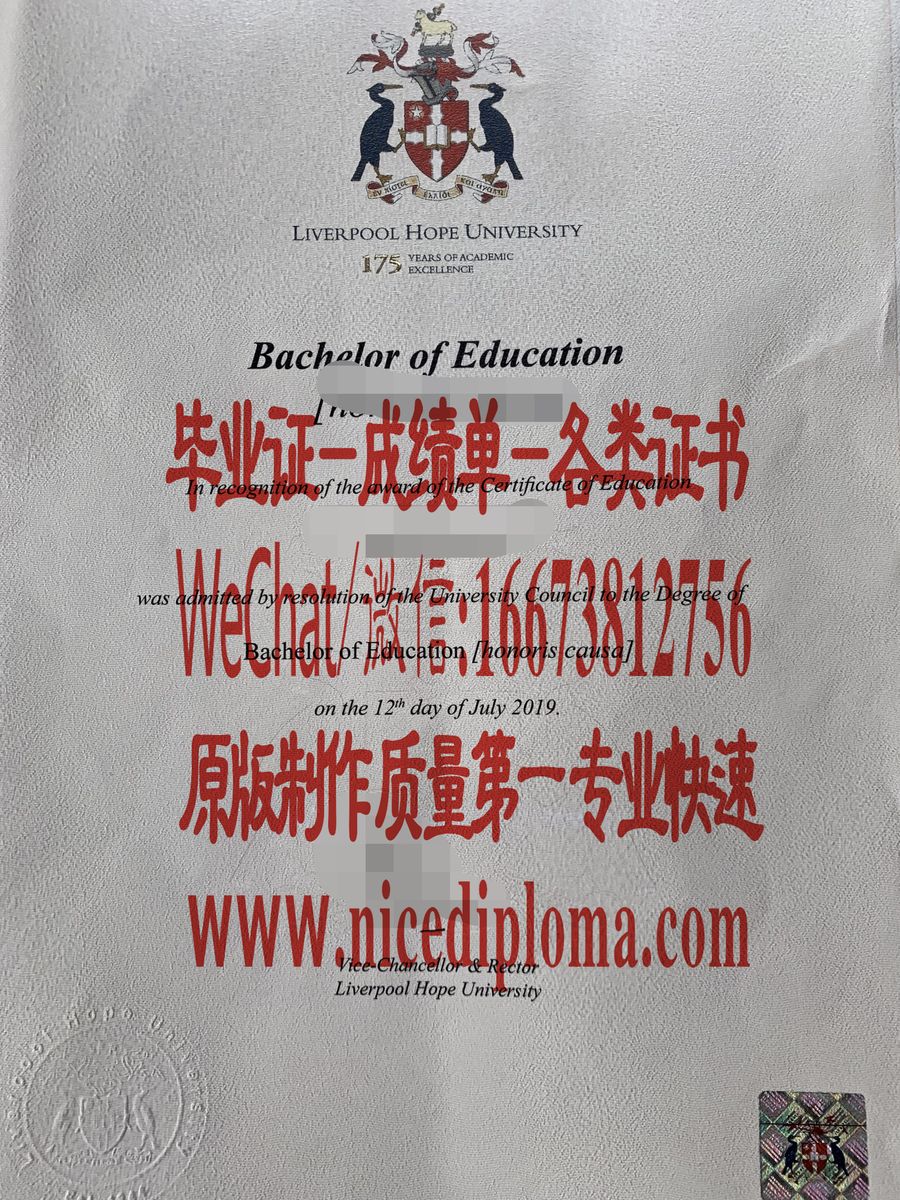 LIVERPOOL HOPE UNIVERSITY
175 YEARS OF ACADEMIC
EXCELLENCE
Bachelor of Education
毕业证一成绩单一各类证书
In recognition of the award of the Certificate of Education
WeChat/微信:16673812756
was admitted by resolution of the University Council to the Degree of
Bachelor of Education [honoris causa]
on the 12th day of July 2019.
原版制作质量第一专业快速
www.nicediploma.com
Vice-Chancellor & Rector
Liverpool Hope University